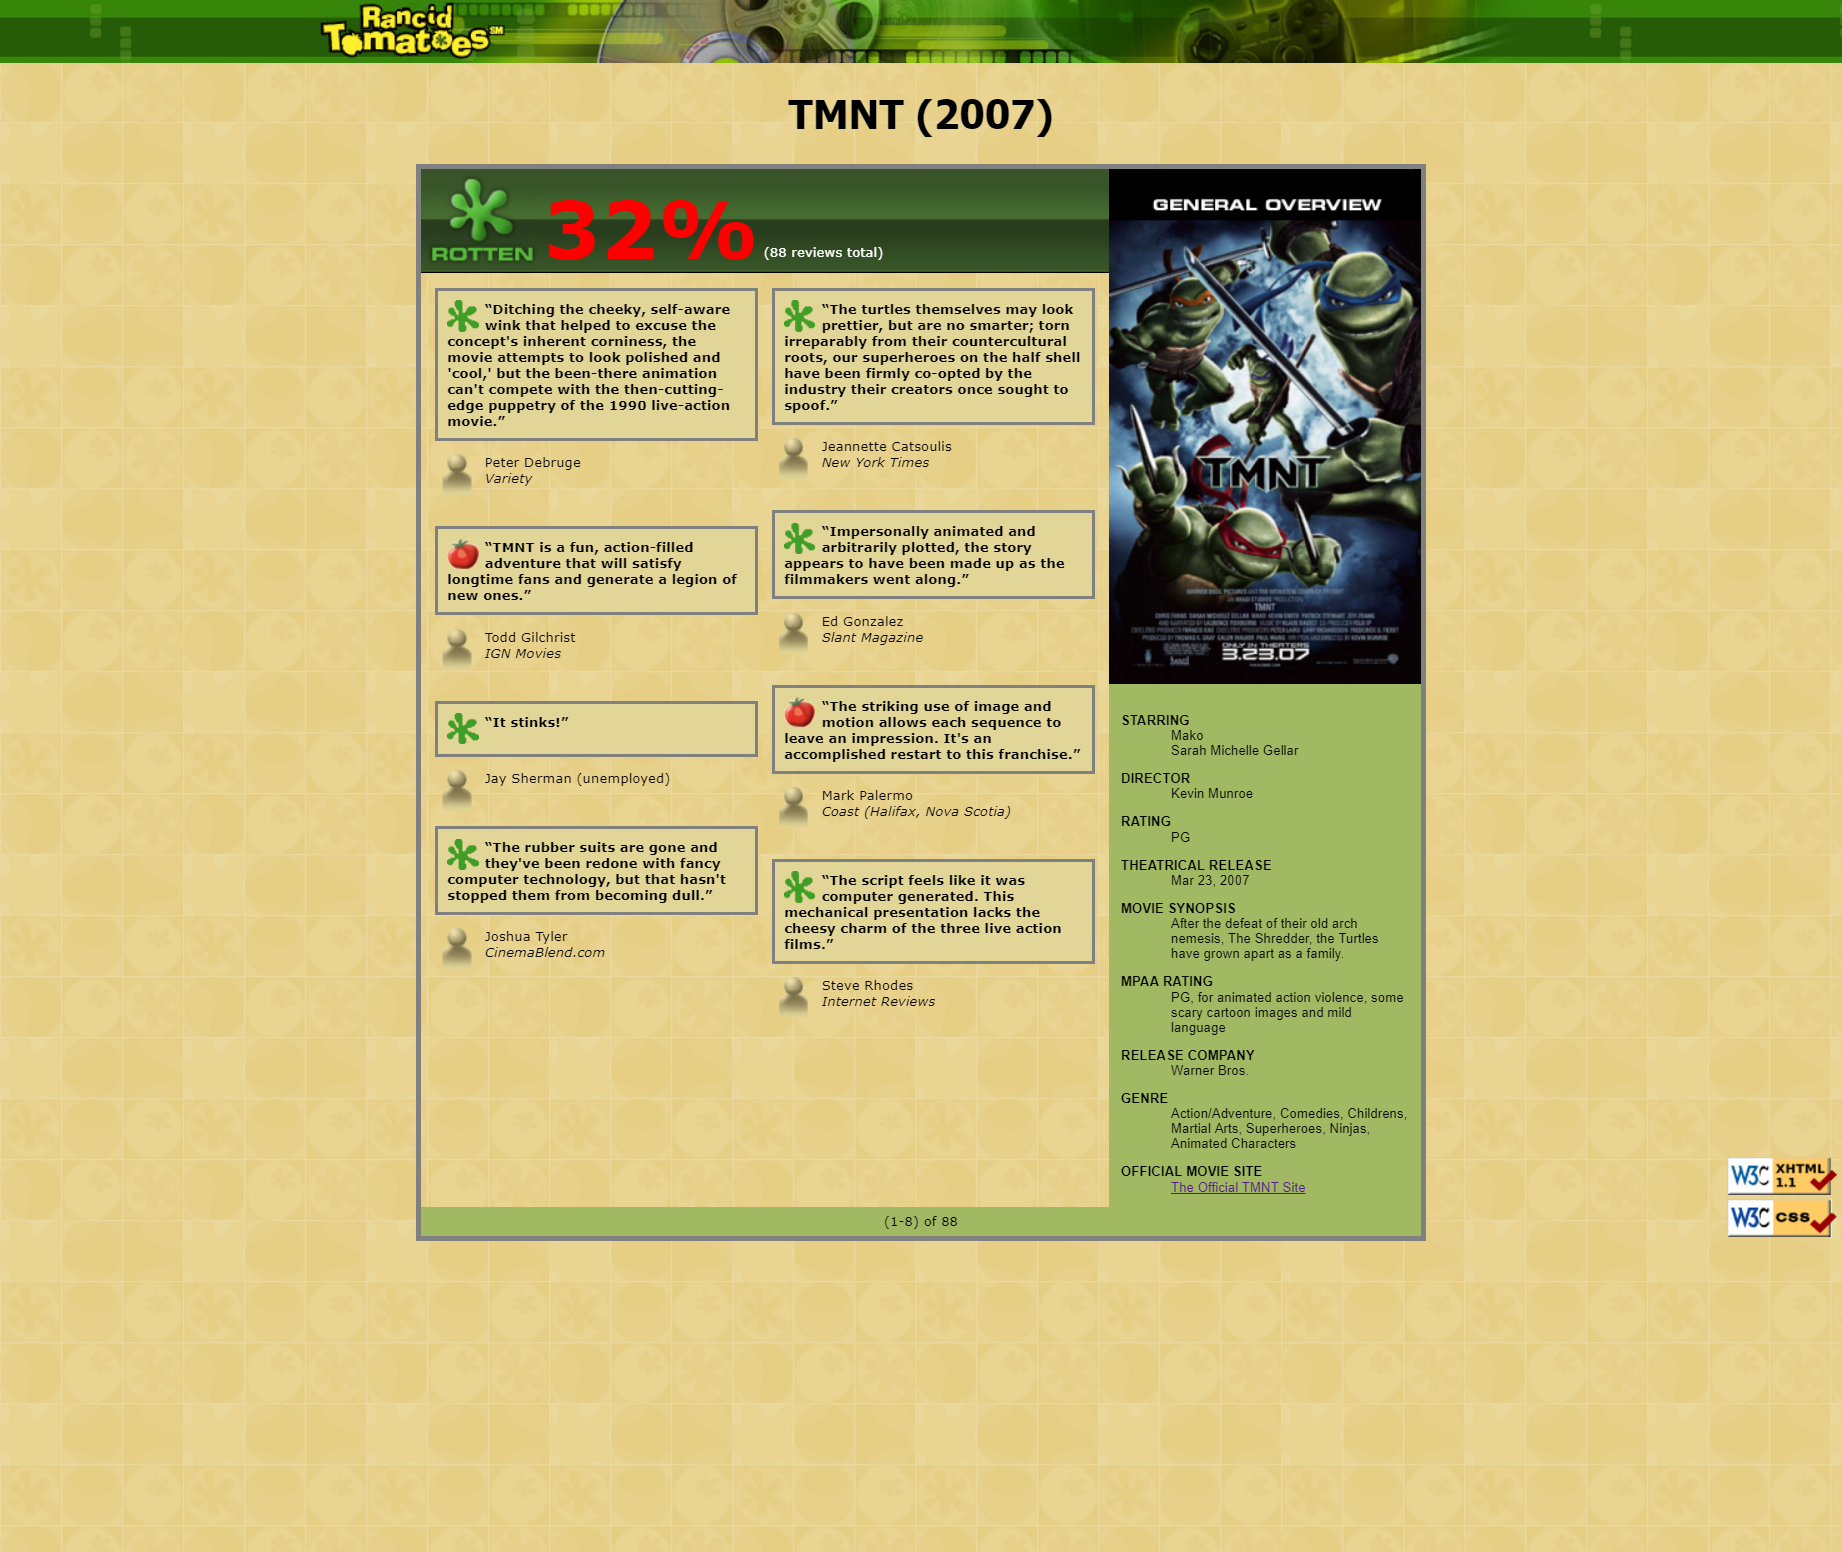 Rancid
Tomatoes SM
TMNT (2007)
ROTTEN
32%
(88 reviews total)
“Ditching the cheeky, self-aware
wink that helped to excuse the
concept's inherent corniness, the
movie attempts to look polished and
'cool,' but the been-there animation
can't compete with the then-cutting-
edge puppetry of the 1990 live-action
movie.”
Peter Debruge
Variety
“TMNT is a fun, action-filled
adventure that will satisfy
longtime fans and generate a legion of
new ones.”
Todd Gilchrist
IGN Movies
“It stinks!”
Jay Sherman (unemployed)
“The rubber suits are gone and
they've been redone with fancy
computer technology, but that hasn't
stopped them from becoming dull.”
Joshua Tyler
CinemaBlend.com
“The turtles themselves may look
prettier, but are no smarter; torn
irreparably from their countercultural
roots, our superheroes on the half shell
have been firmly co-opted by the
industry their creators once sought to
spoof.”
Jeannette Catsoulis
New York Times
“Impersonally animated and
arbitrarily plotted, the story
appears to have been made up as the
filmmakers went along.”
Ed Gonzalez
Slant Magazine
“The striking use of image and
motion allows each sequence to
leave an impression. It's an
accomplished restart to this franchise.”
Mark Palermo
Coast (Halifax, Nova Scotia)
“The script feels like it was
computer generated. This
mechanical presentation lacks the
cheesy charm of the three live action
films.”
Steve Rhodes
Internet Reviews
GENERAL OVERVIEW
TMNT
TMNT
ONLY IN THEATERS
3.23.07
STARRING
Mako
Sarah Michelle Gellar
DIRECTOR
Kevin Munroe
RATING
PG
THEATRICAL RELEASE
Mar 23, 2007
MOVIE SYNOPSIS
After the defeat of their old arch
nemesis, The Shredder, the Turtles
have grown apart as a family.
MPAA RATING
PG, for animated action violence, some
scary cartoon images and mild
language
RELEASE COMPANY
Warner Bros.
GENRE
Action/Adventure, Comedies, Childrens,
Martial Arts, Superheroes, Ninjas,
Animated Characters
OFFICIAL MOVIE SITE
The Official TMNT Site
(1-8) of 88
W3C XHTML
1.1
W3C CSS